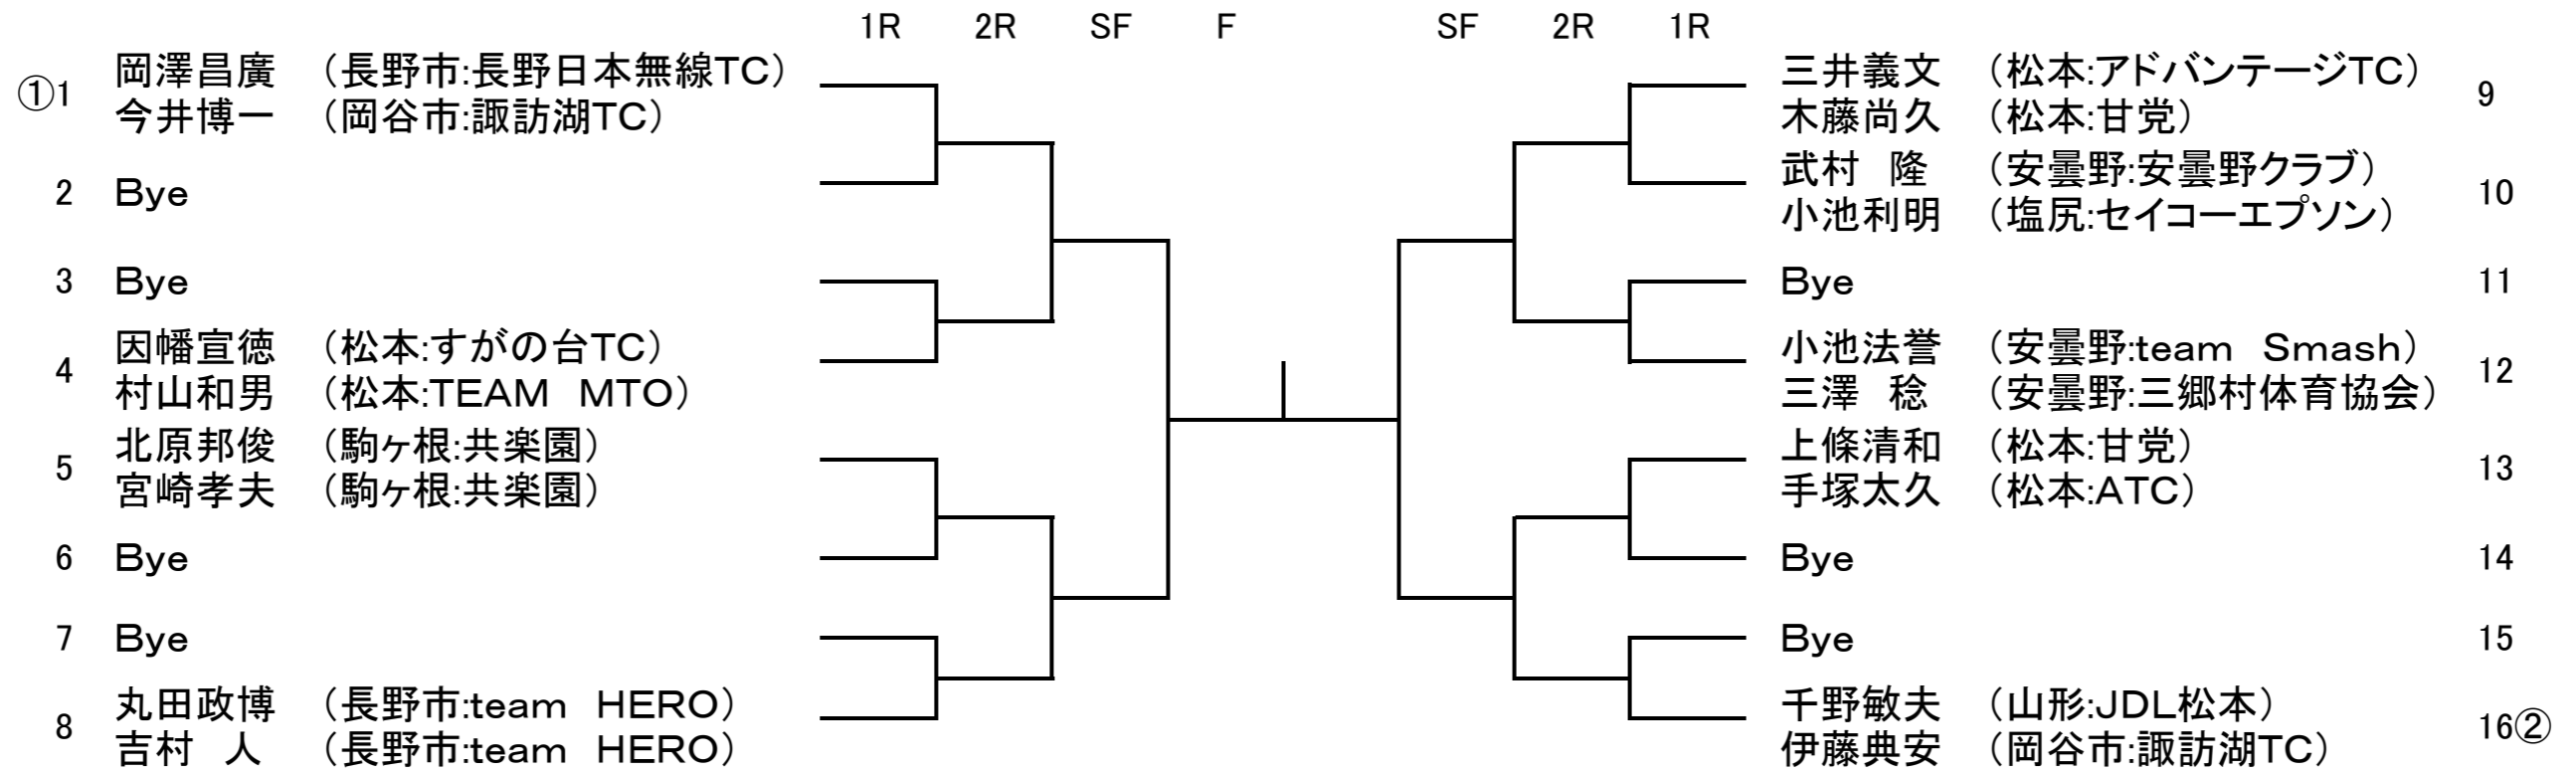 1R 2R SF F SF 2R 1R
①1 岡澤昌廣 （長野市:長野日本無線TC）
今井博一 （岡谷市:諏訪湖TC）
2 Bye
3 Bye
4 因幡宣徳 （松本:すがの台TC）
村山和男 （松本:TEAM MTO）
5 北原邦俊 （駒ヶ根:共楽園）
宮崎孝夫 （駒ヶ根:共楽園）
6 Bye
7 Bye
8 丸田政博 （長野市:team HERO）
吉村 人 （長野市:team HERO）
三井義文 （松本:アドバンテージTC） 9
木藤尚久 （松本:甘党）
武村 隆 （安曇野:安曇野クラブ） 10
小池利明 （塩尻:セイコーエプソン）
Bye 11
小池法誉 （安曇野:team Smash） 12
三澤 稔 （安曇野:三郷村体育協会）
上條清和 （松本:甘党） 13
手塚太久 （松本:ATC）
Bye 14
Bye 15
千野敏夫 （山形:JDL松本） 16②
伊藤典安 （岡谷市:諏訪湖TC）